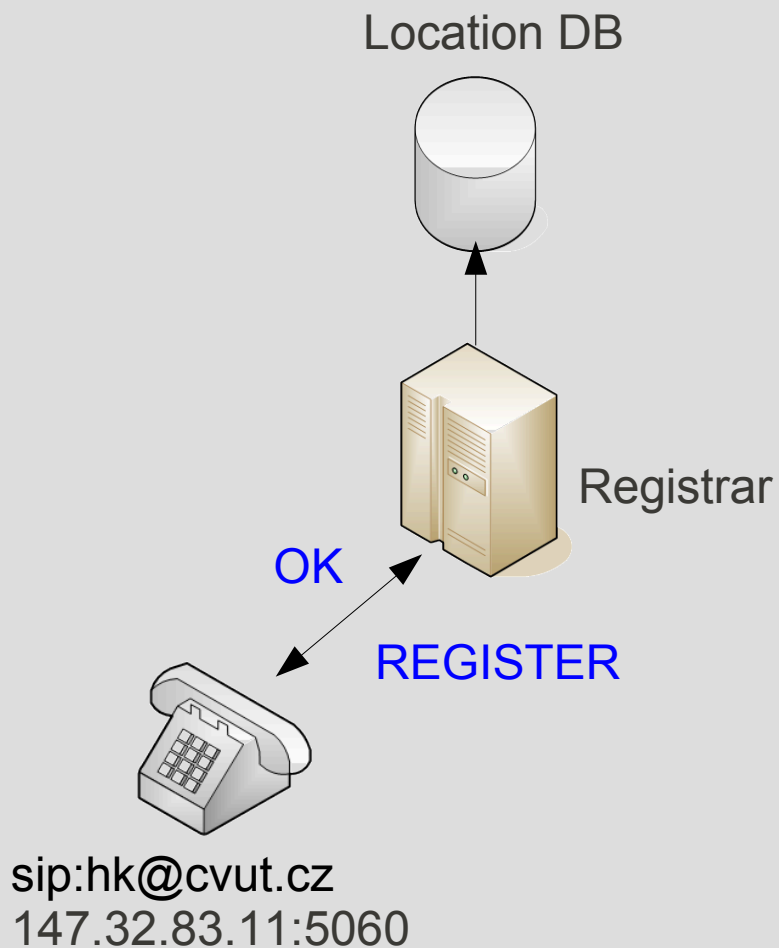 Location DB
Registrar
OK
REGISTER
sip:hk@cvut.cz
147.32.83.11:5060